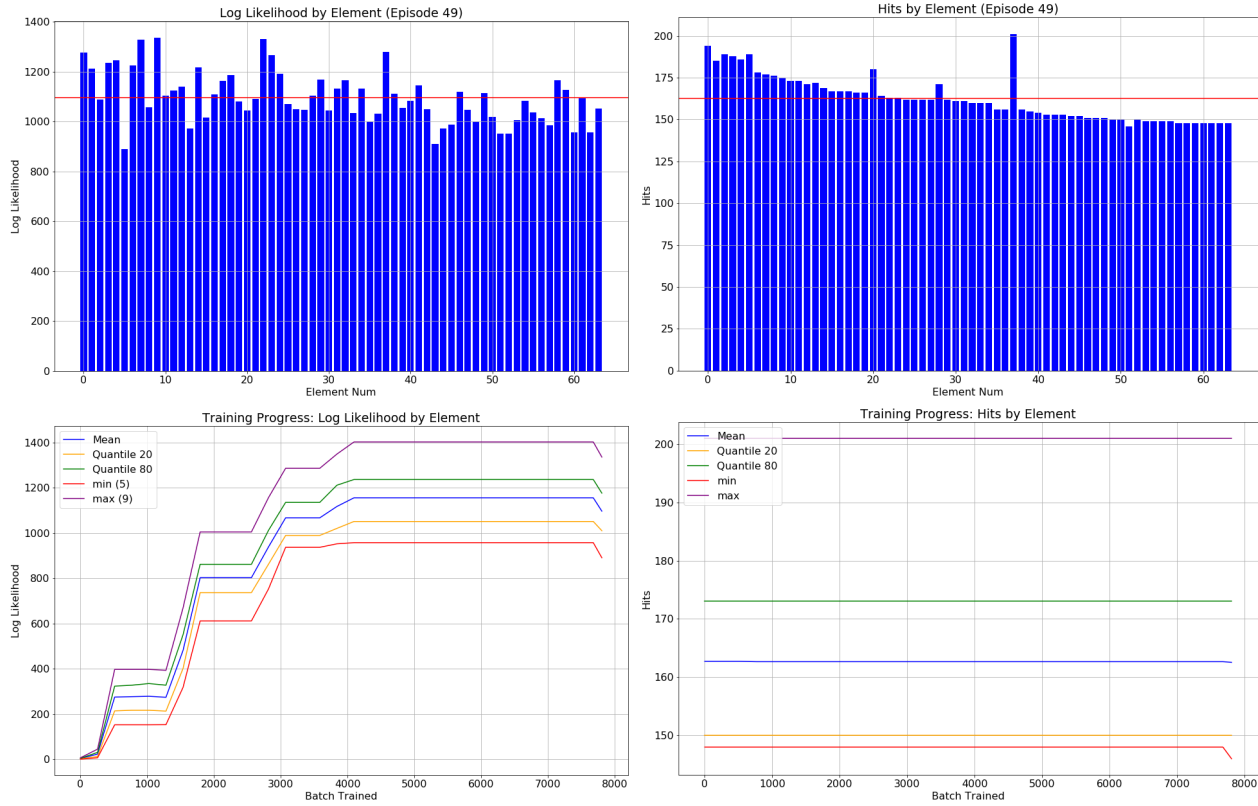 Log Likelihood by Element (Episode 49)
Log Likelihood
1400
1200
1000
800
600
400
200
0
0 10 20 30 40 50 60
Element Num
Hits by Element (Episode 49)
Hits
200
175
150
125
100
75
50
25
0
0 10 20 30 40 50 60
Element Num
Training Progress: Log Likelihood by Element
Mean
Quantile 20
Quantile 80
min (5)
max (9)
Log Likelihood
1400
1200
1000
800
600
400
200
0
0 1000 2000 3000 4000 5000 6000 7000 8000
Batch Trained
Training Progress: Hits by Element
Mean
Quantile 20
Quantile 80
min
max
Hits
200
190
180
170
160
150
0 1000 2000 3000 4000 5000 6000 7000 8000
Batch Trained